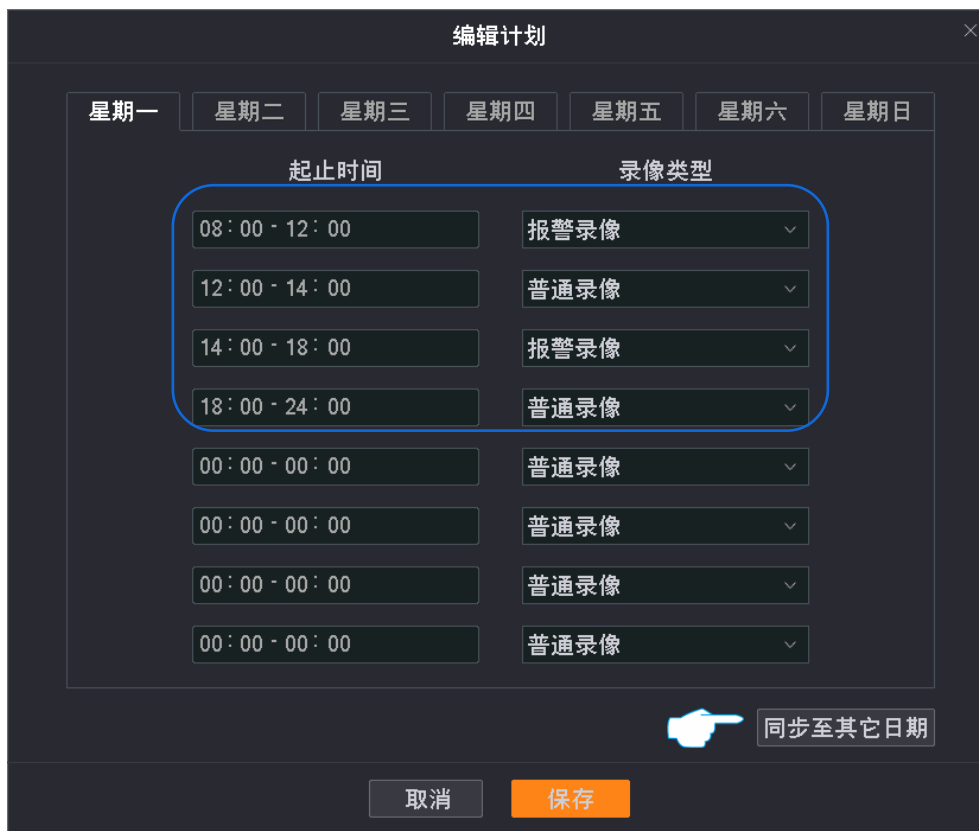 编辑计划
星期一 星期二 星期三 星期四 星期五 星期六 星期日
起止时间 录像类型
08:00 - 12:00 报警录像
12:00 - 14:00 普通录像
14:00 - 18:00 报警录像
18:00 - 24:00 普通录像
00:00 - 00:00 普通录像
00:00 - 00:00 普通录像
00:00 - 00:00 普通录像
00:00 - 00:00 普通录像
同步至其它日期
取消 保存